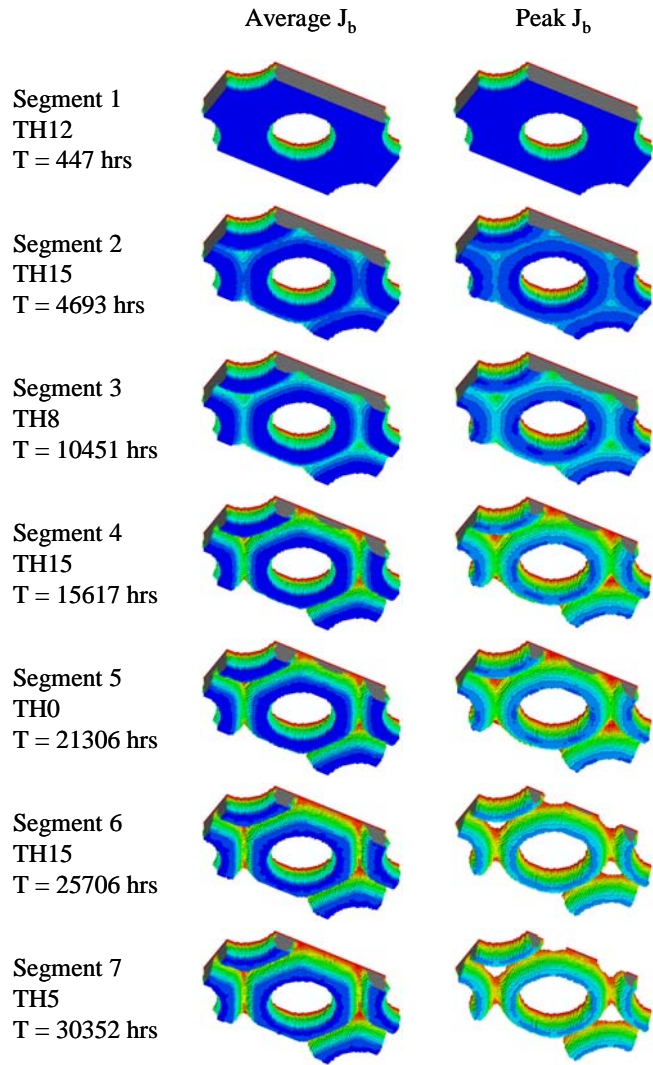 Average J_b Peak J_b
Segment 1
TH12
T = 447 hrs
Segment 2
TH15
T = 4693 hrs
Segment 3
TH8
T = 10451 hrs
Segment 4
TH15
T = 15617 hrs
Segment 5
TH0
T = 21306 hrs
Segment 6
TH15
T = 25706 hrs
Segment 7
TH5
T = 30352 hrs